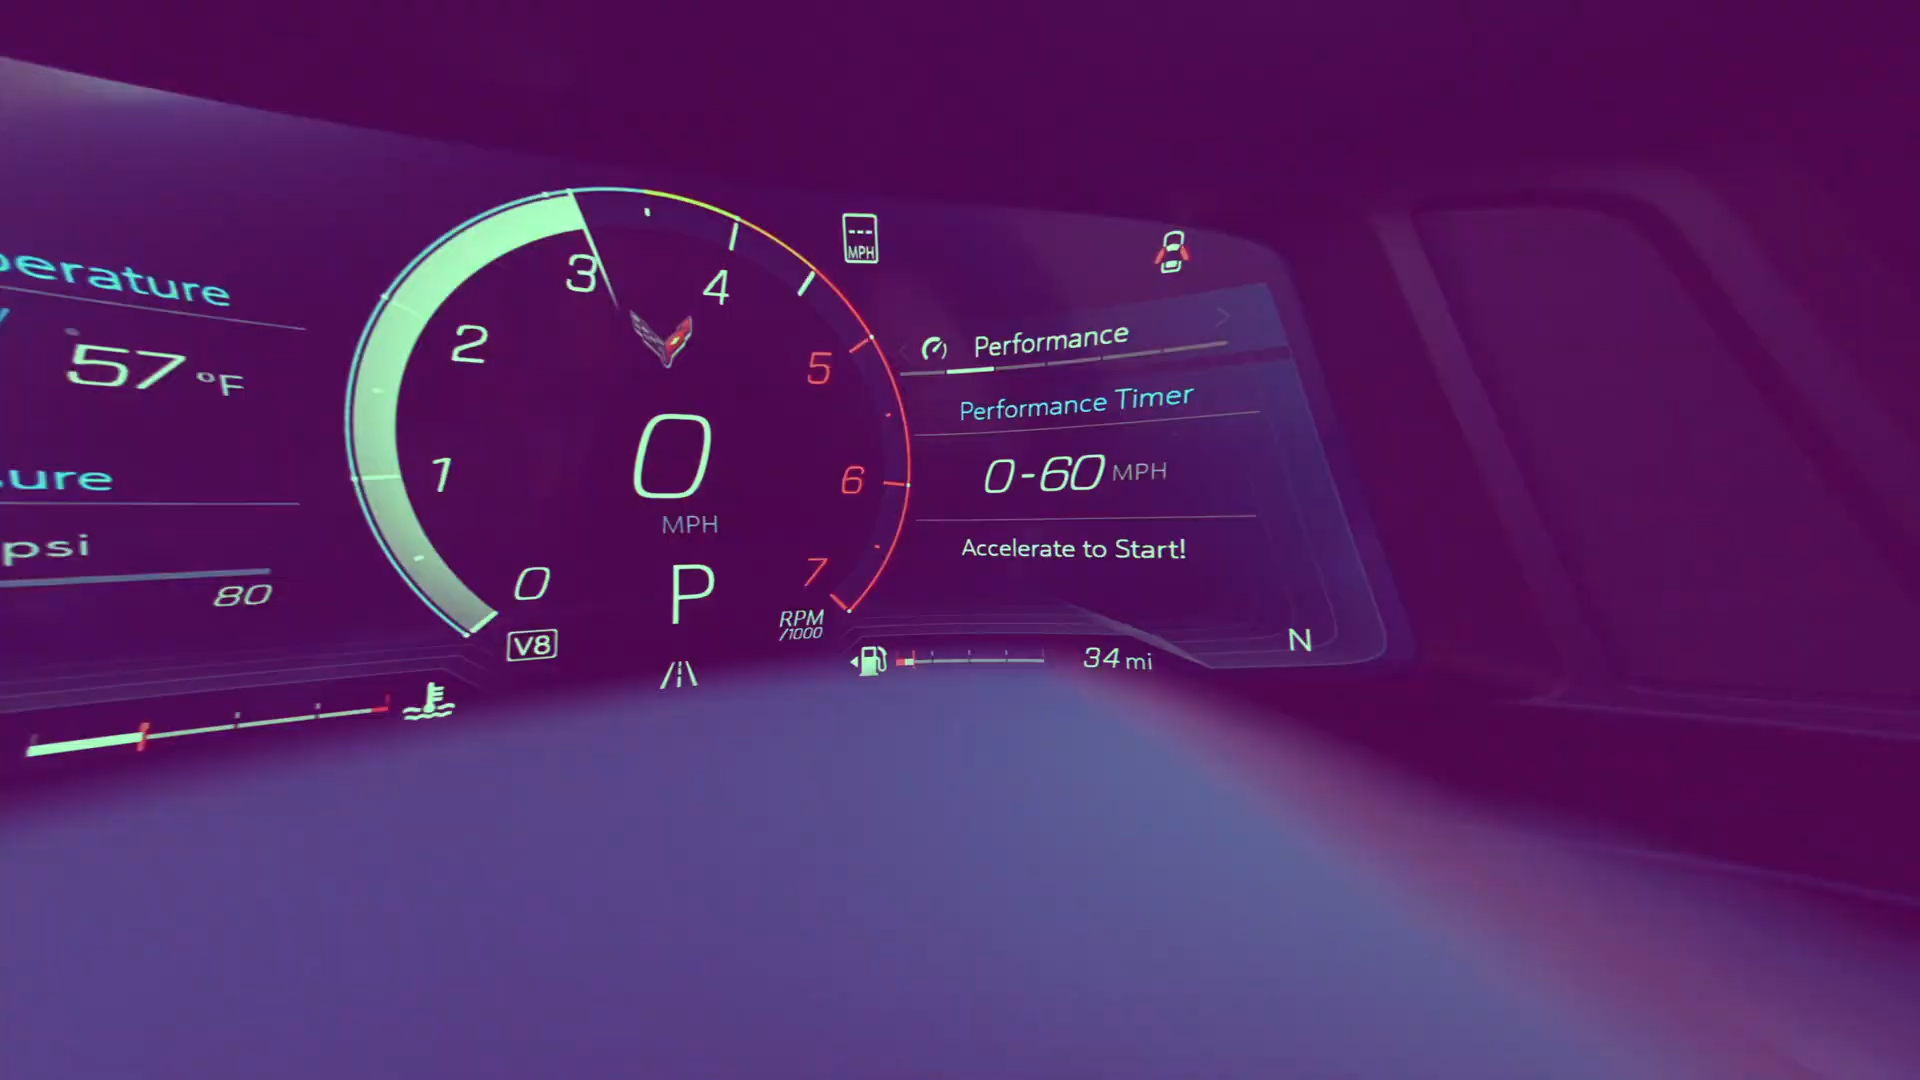 erature
57 °F
ure
psi
80
0
1
2
3
4
5
6
7
RPM
/1000
0
MPH
P
V8
--- MPH
Performance
Performance Timer
0-60 MPH
Accelerate to Start!
34 mi
N